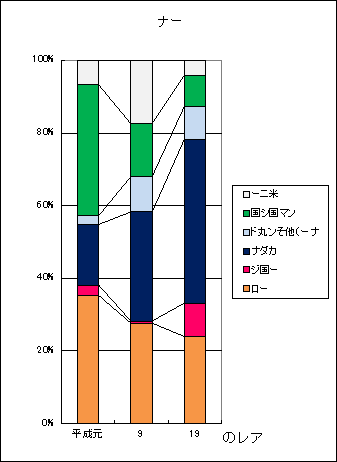 ナー
100%
80%
60%
40%
20%
0%
平成元
9
19
のレア
ー二米
国シ国マン
ド丸ンそ他(ーナ
ナダカ
ジ国ー
ロー